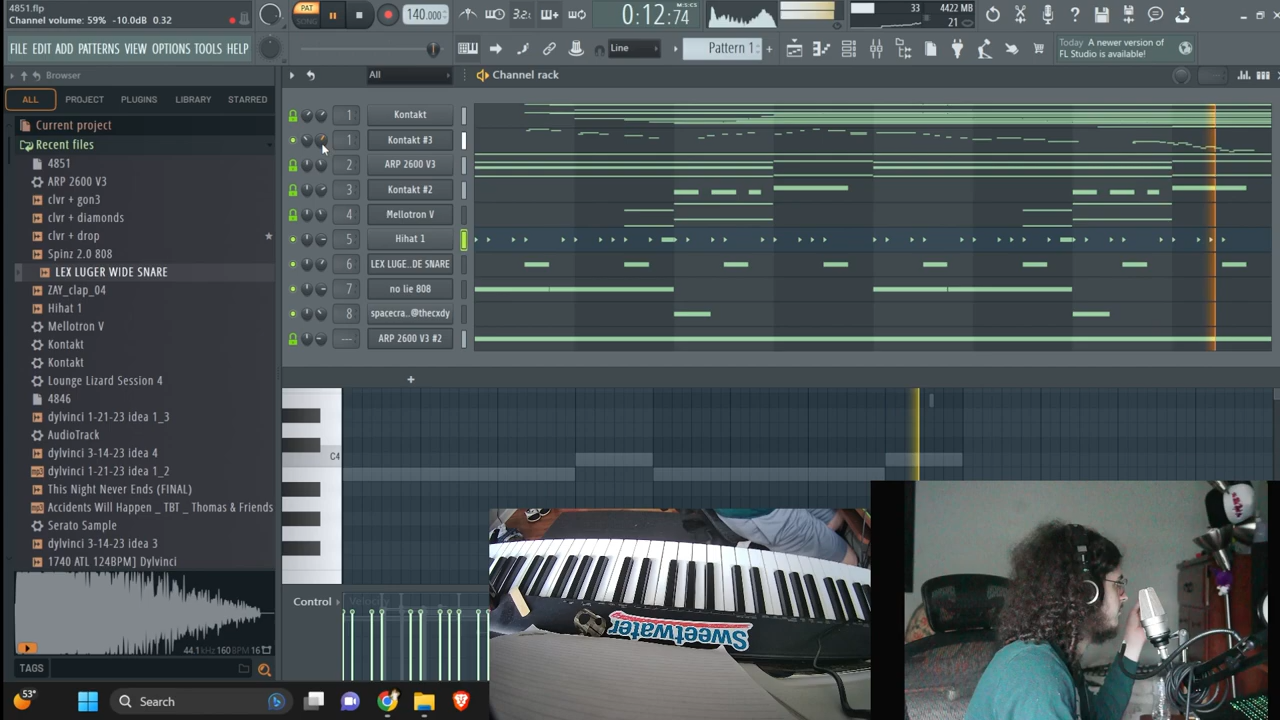 4851.flp
Channel volume: 59% -10.0dB 0.32
PAT
SONG
140.000
3.2.
0:12:74
M:S:CS
33
4422 MB
21
FILE EDIT ADD PATTERNS VIEW OPTIONS TOOLS HELP
Line
Pattern 1
Today A newer version of
FL Studio is available!
Browser
All
Channel rack
ALL
PROJECT
PLUGINS
LIBRARY
STARRED
Current project
Recent files
4851
ARP 2600 V3
clvr + gon3
clvr + diamonds
clvr + drop
Spinz 2.0 808
LEX LUGER WIDE SNARE
ZAY_clap_04
Hihat 1
Mellotron V
Kontakt
Kontakt
Lounge Lizard Session 4
4846
dylvinci 1-21-23 idea 1_3
AudioTrack
dylvinci 3-14-23 idea 4
dylvinci 1-21-23 idea 1_2
This Night Never Ends (FINAL)
Accidents Will Happen _ TBT _ Thomas & Friends
Serato Sample
dylvinci 3-14-23 idea 3
1740 ATL 124BPM] Dylvinci
44.1kHz 160 BPM 16
TAGS
1 Kontakt
1 Kontakt #3
2 ARP 2600 V3
3 Kontakt #2
4 Mellotron V
5 Hihat 1
6 LEX LUGE..DE SNARE
7 no lie 808
8 spacecra..@thecxdy
--- ARP 2600 V3 #2
C4
Control
Velocity
Sweetwater
53°
Search